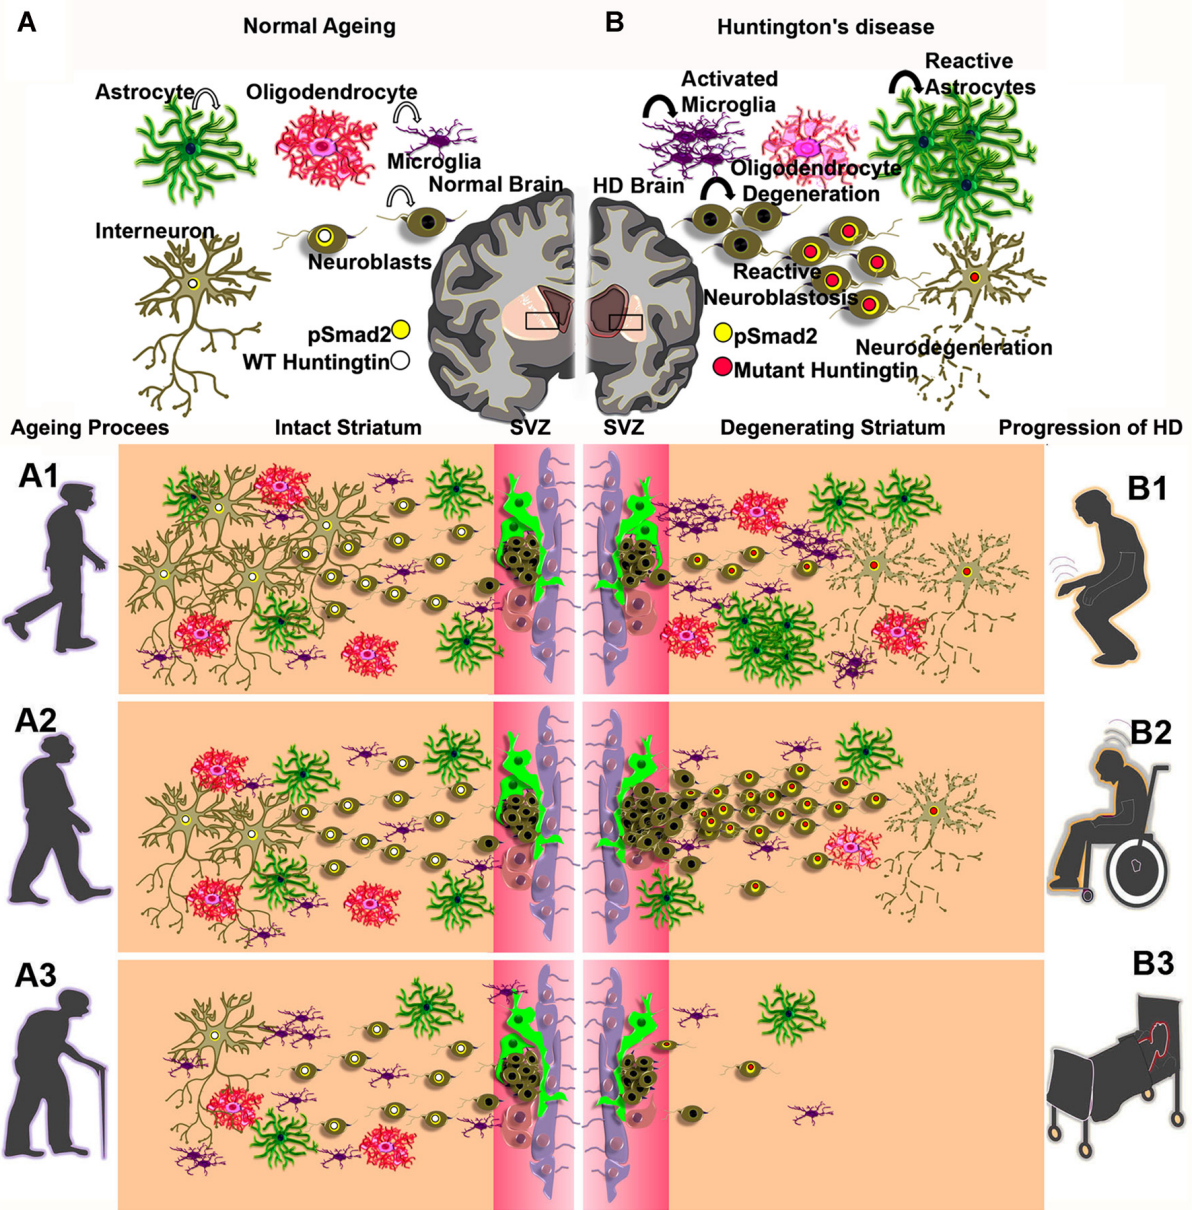 A
Normal Ageing
B
Huntington's disease
Astrocyte
Oligodendrocyte
Microglia
Normal Brain
Interneuron
Neuroblasts
pSmad2
WT Huntingtin
Activated
Microglia
Reactive
Astrocytes
HD Brain
Oligodendrocyte
Degeneration
Reactive
Neuroblastosis
pSmad2
Mutant Huntingtin
Neurodegeneration
Ageing Procees
Intact Striatum
SVZ
SVZ
Degenerating Striatum
Progression of HD
A1
B1
A2
B2
A3
B3